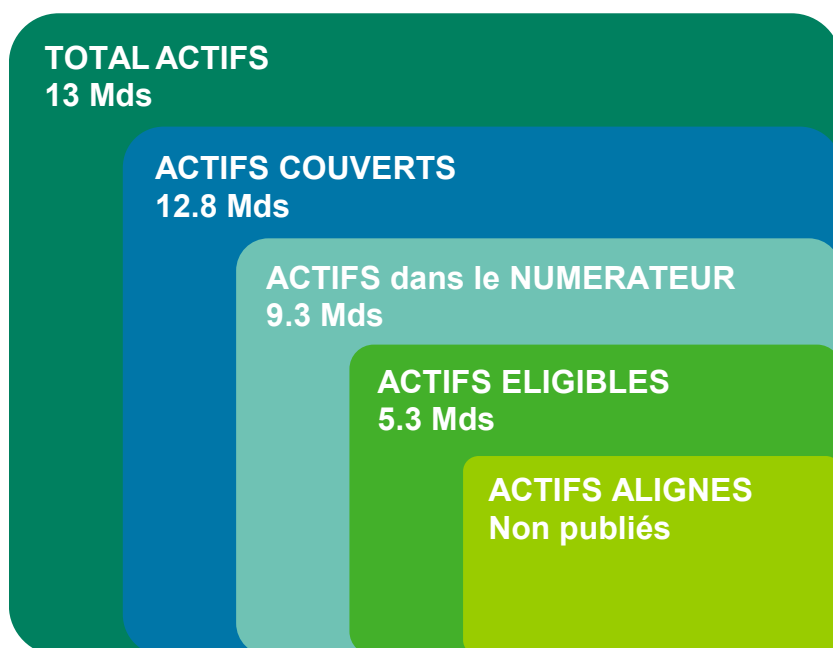 TOTAL ACTIFS
13 Mds
ACTIFS COUVERTS
12.8 Mds
ACTIFS dans le NUMERATEUR
9.3 Mds
ACTIFS ELIGIBLES
5.3 Mds
ACTIFS ALIGNES
Non publiés